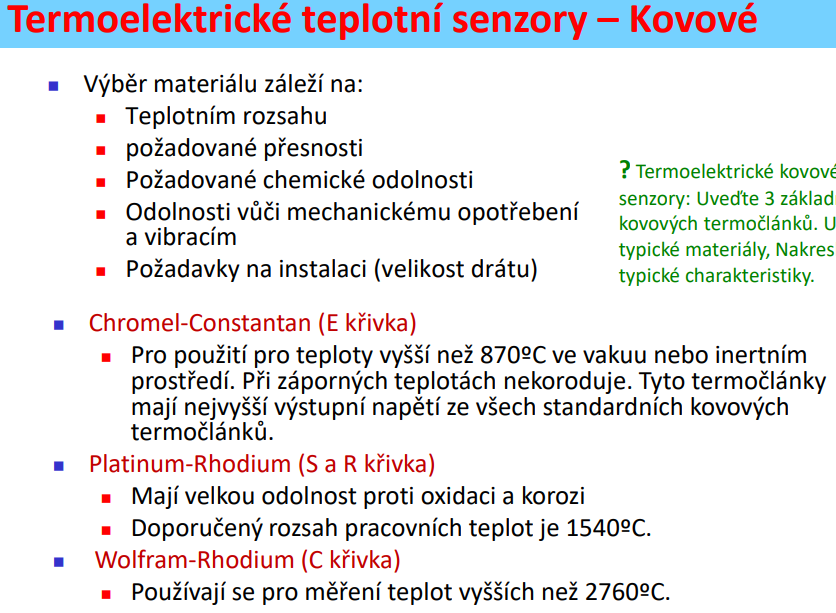 Termoelektrické teplotní senzory – Kovové
Výběr materiálu záleží na:
Teplotním rozsahu
požadované přesnosti
Požadované chemické odolnosti
Odolnosti vůči mechanickému opotřebení
a vibracím
Požadavky na instalaci (velikost drátu)
? Termoelektrické kovové
senzory: Uveďte 3 základ
kovových termočlánků. U
typické materiály, Nakres
typické charakteristiky.
Chromel-Constantan (E křivka)
Pro použití pro teploty vyšší než 870ºC ve vakuu nebo inertním
prostředí. Při záporných teplotách nekoroduje. Tyto termočlánky
mají nejvyšší výstupní napětí ze všech standardních kovových
termočlánků.
Platinum-Rhodium (S a R křivka)
Mají velkou odolnost proti oxidaci a korozi
Doporučený rozsah pracovních teplot je 1540ºC.
Wolfram-Rhodium (C křivka)
Používají se pro měření teplot vyšších než 2760ºC.